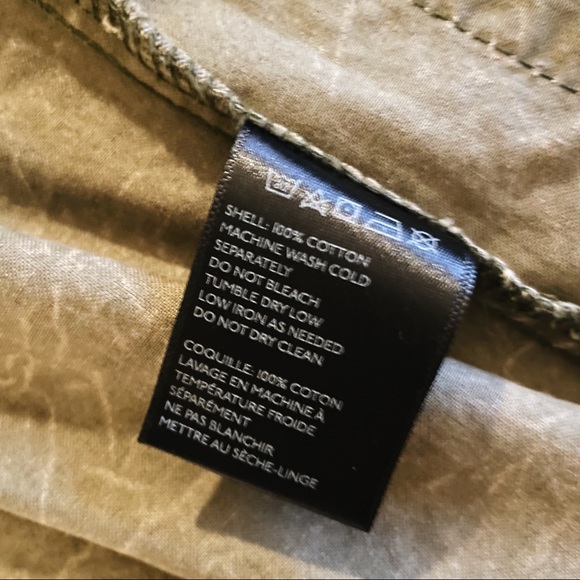 SHELL: 100% COTTON
MACHINE WASH COLD
SEPARATELY
DO NOT BLEACH
TUMBLE DRY LOW
LOW IRON AS NEEDED
DO NOT DRY CLEAN
COQUILLE: 100% COTON
LAVAGE EN MACHINE À
TEMPÉRATURE FROIDE
SÉPARÉMENT
NE PAS BLANCHIR
METTRE AU SÈCHE-LINGE